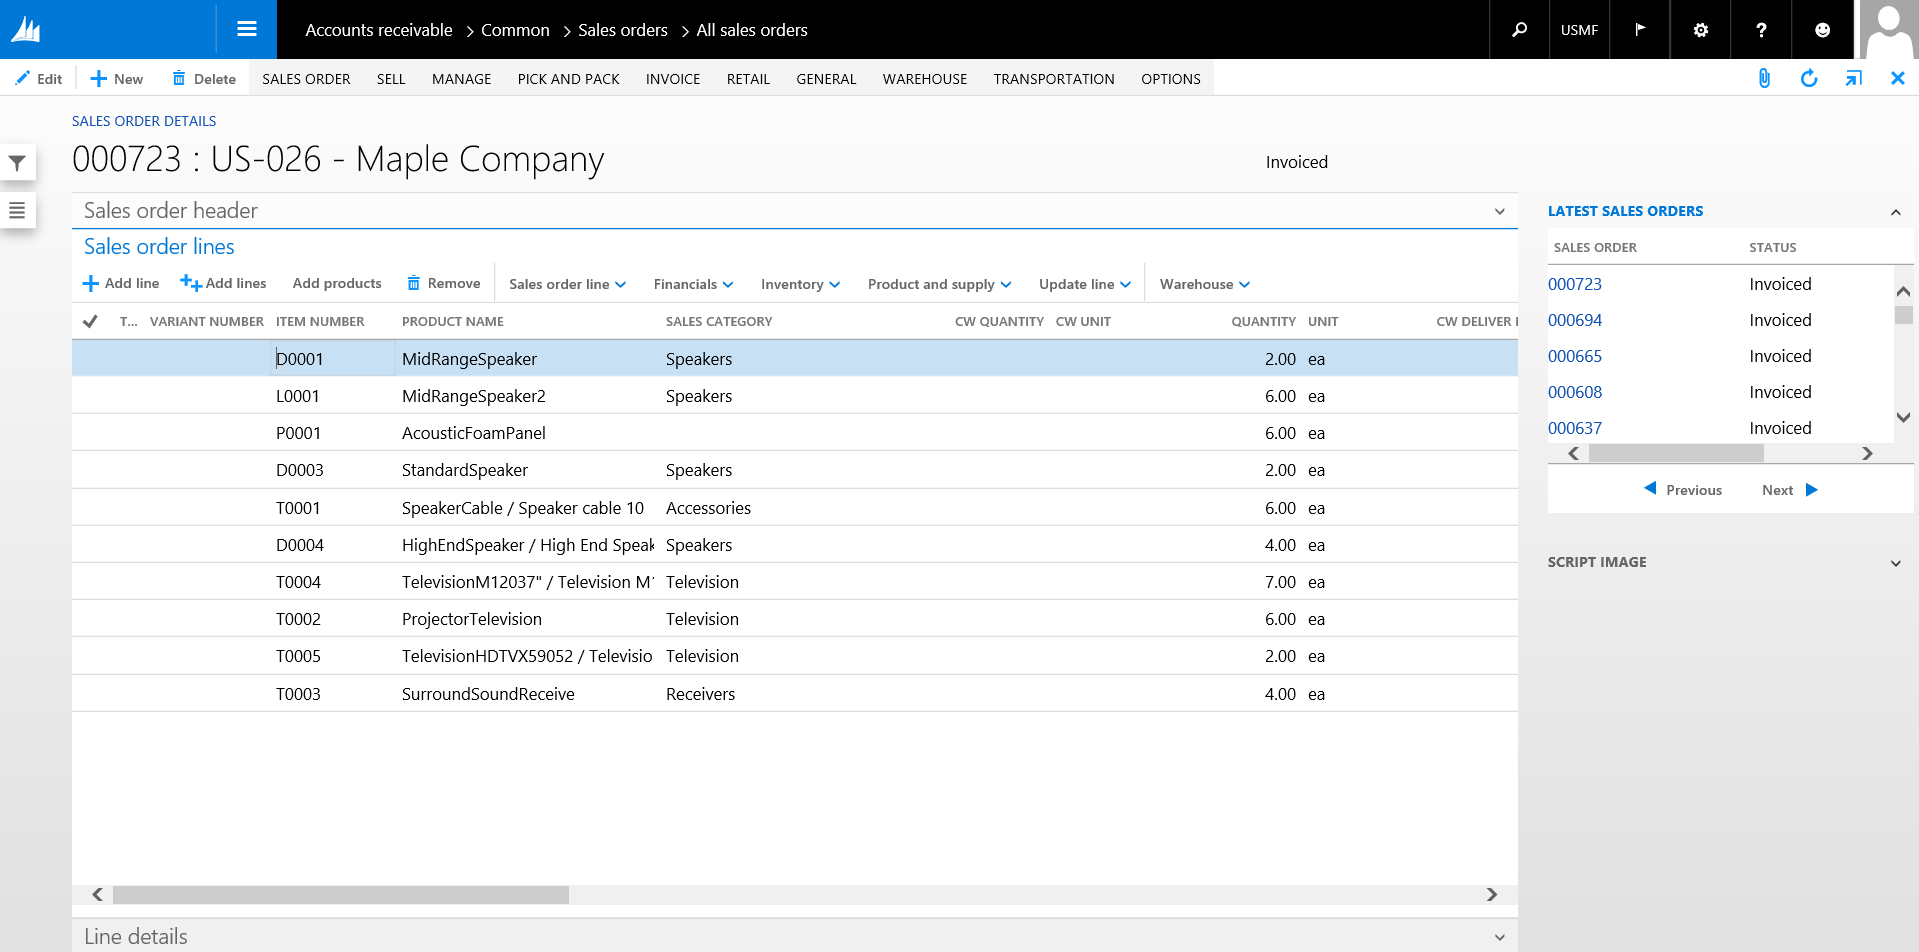 Accounts receivable > Common > Sales orders > All sales orders
USMF
?
Edit New Delete SALES ORDER SELL MANAGE PICK AND PACK INVOICE RETAIL GENERAL WAREHOUSE TRANSPORTATION OPTIONS
SALES ORDER DETAILS
000723 : US-026 - Maple Company
Invoiced
Sales order header
Sales order lines
Add line Add lines Add products Remove Sales order line Financials Inventory Product and supply Update line Warehouse
T... VARIANT NUMBER ITEM NUMBER PRODUCT NAME SALES CATEGORY CW QUANTITY CW UNIT QUANTITY UNIT CW DELIVER
D0001 MidRangeSpeaker Speakers 2.00 ea
L0001 MidRangeSpeaker2 Speakers 6.00 ea
P0001 AcousticFoamPanel 6.00 ea
D0003 StandardSpeaker Speakers 2.00 ea
T0001 SpeakerCable / Speaker cable 10 Accessories 6.00 ea
D0004 HighEndSpeaker / High End Speak Speakers 4.00 ea
T0004 TelevisionM12037" / Television M Television 7.00 ea
T0002 ProjectorTelevision Television 6.00 ea
T0005 TelevisionHDTVX59052 / Televisio Television 2.00 ea
T0003 SurroundSoundReceive Receivers 4.00 ea
Line details
LATEST SALES ORDERS
SALES ORDER STATUS
000723 Invoiced
000694 Invoiced
000665 Invoiced
000608 Invoiced
000637 Invoiced
Previous Next
SCRIPT IMAGE